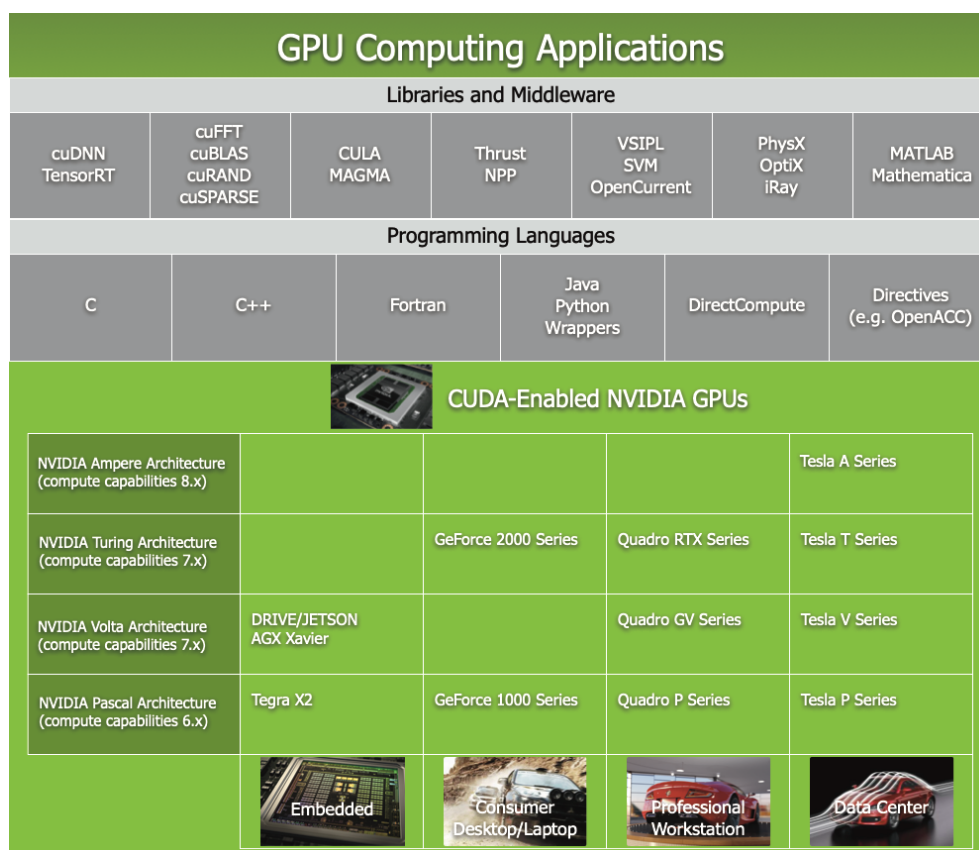 GPU Computing Applications
Libraries and Middleware
cuDNN
TensorRT
cuFFT
cuBLAS
cuRAND
cuSPARSE
CULA
MAGMA
Thrust
NPP
VSIPL
SVM
OpenCurrent
PhysX
OptiX
iRay
MATLAB
Mathematica
Programming Languages
C
C++
Fortran
Java
Python
Wrappers
DirectCompute
Directives
(e.g. OpenACC)
CUDA-Enabled NVIDIA GPUs
NVIDIA Ampere Architecture
(compute capabilities 8.x)
Tesla A Series
NVIDIA Turing Architecture
(compute capabilities 7.x)
GeForce 2000 Series
Quadro RTX Series
Tesla T Series
NVIDIA Volta Architecture
(compute capabilities 7.x)
DRIVE/JETSON
AGX Xavier
Quadro GV Series
Tesla V Series
NVIDIA Pascal Architecture
(compute capabilities 6.x)
Tegra X2
GeForce 1000 Series
Quadro P Series
Tesla P Series
Embedded
Consumer
Desktop/Laptop
Professional
Workstation
Data Center